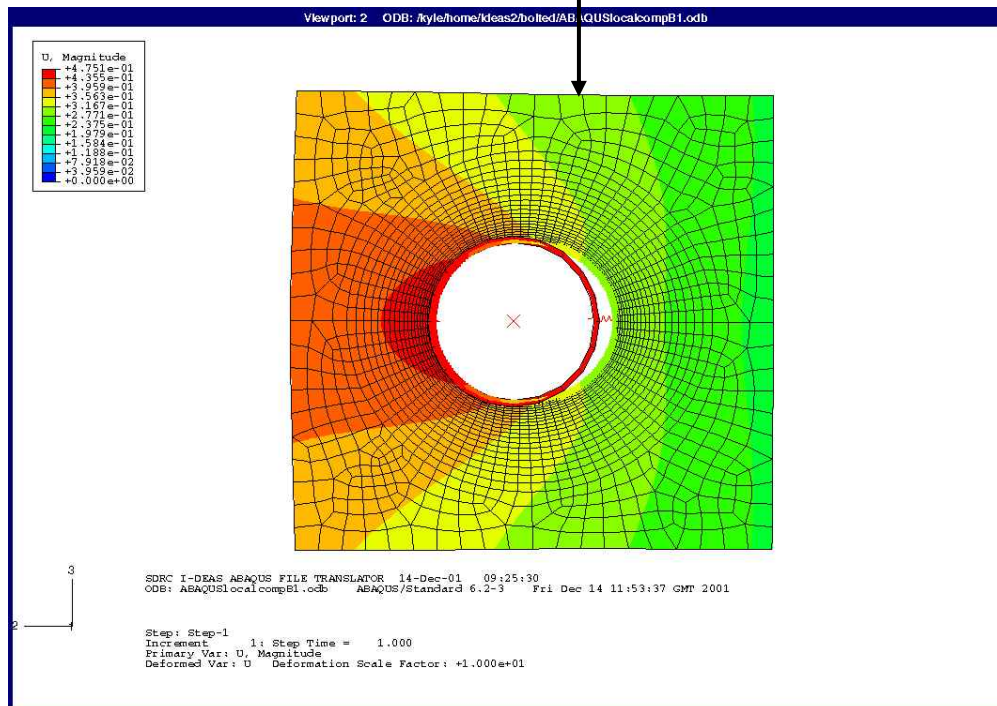 Viewport: 2 ODB: /kyle/home/ideas2/bolted/ABAQUSlocalcompB1.odb
U, Magnitude
+4.751e-01
+4.355e-01
+3.959e-01
+3.563e-01
+3.167e-01
+2.771e-01
+2.375e-01
+1.979e-01
+1.584e-01
+1.188e-01
+7.918e-02
+3.959e-02
+0.000e+00
3
2
SDRC I-DEAS ABAQUS FILE TRANSLATOR 14-Dec-01 09:25:30
ODB: ABAQUSlocalcompB1.odb ABAQUS/Standard 6.2-3 Fri Dec 14 11:53:37 GMT 2001
Step: Step-1
Increment 1: Step Time = 1.000
Primary Var: U, Magnitude
Deformed Var: U Deformation Scale Factor: +1.000e+01